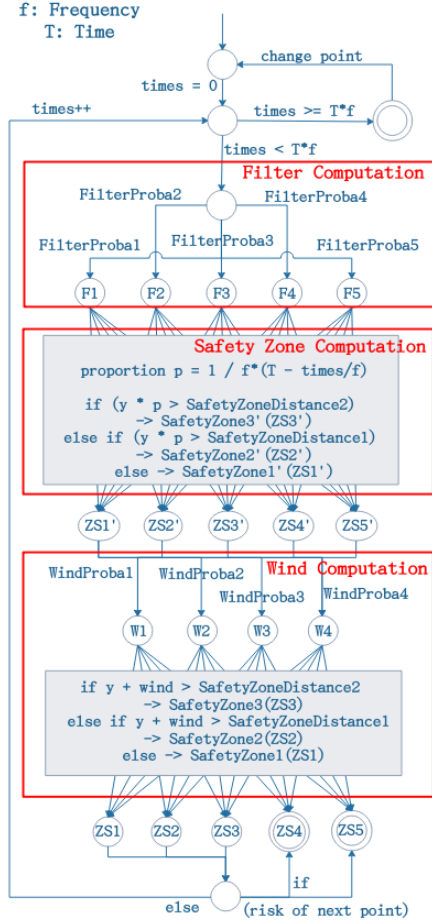 f: Frequency
T: Time
change point
times = 0
times++
times >= T*f
times < T*f
Filter Computation
FilterProba2
FilterProba4
FilterProba1
FilterProba3
FilterProba5
F1 F2 F3 F4 F5
Safety Zone Computation
proportion p = 1 / f*(T - times/f)
if (y * p > SafetyZoneDistance2)
-> SafetyZone3'(ZS3')
else if (y * p > SafetyZoneDistance1)
-> SafetyZone2'(ZS2')
else -> SafetyZone1'(ZS1')
ZS1' ZS2' ZS3' ZS4' ZS5'
Wind Computation
WindProba1
WindProba2
WindProba3
WindProba4
W1 W2 W3 W4
if y + wind > SafetyZoneDistance2
-> SafetyZone3(ZS3)
else if y + wind > SafetyZoneDistance1
-> SafetyZone2(ZS2)
else -> SafetyZone1(ZS1)
ZS1 ZS2 ZS3 ZS4 ZS5
if
else
(risk of next point)